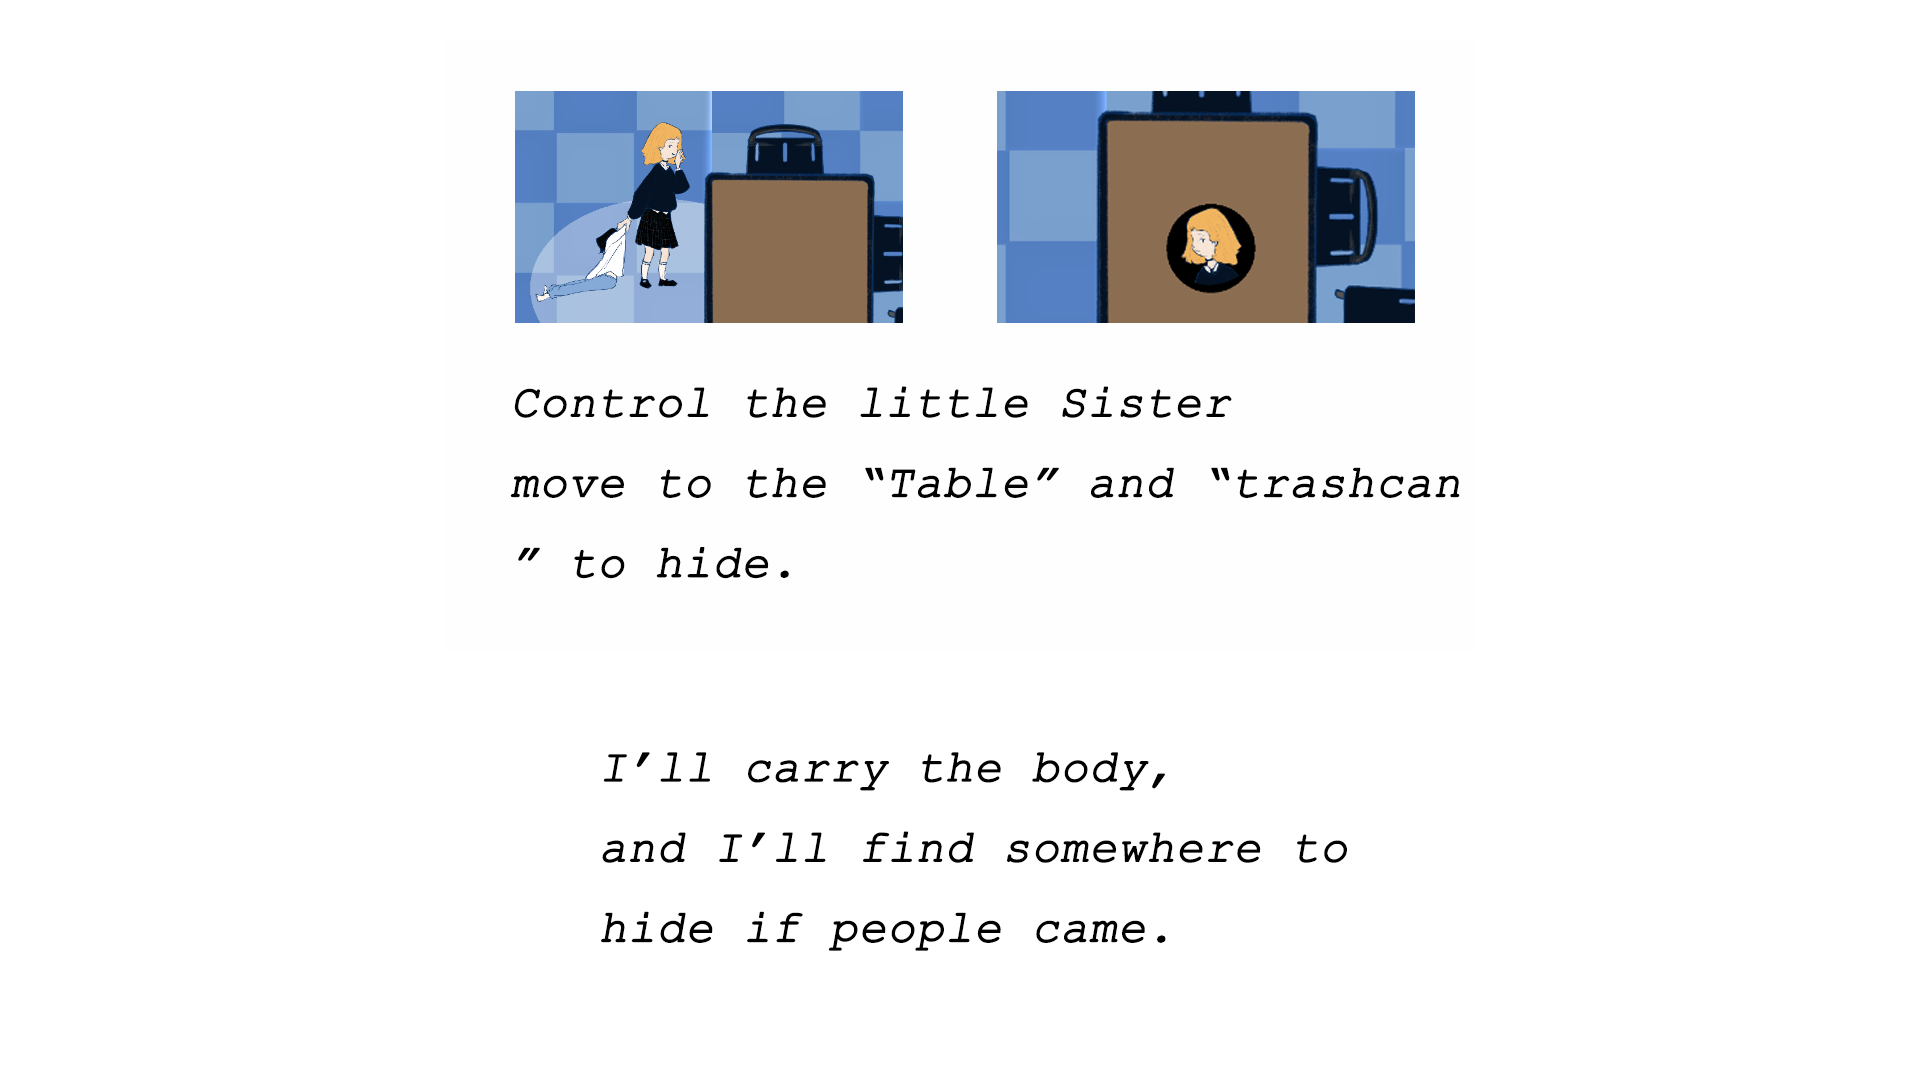 Control the little Sister
move to the “Table” and “trashcan
” to hide.
I’ll carry the body,
and I’ll find somewhere to
hide if people came.